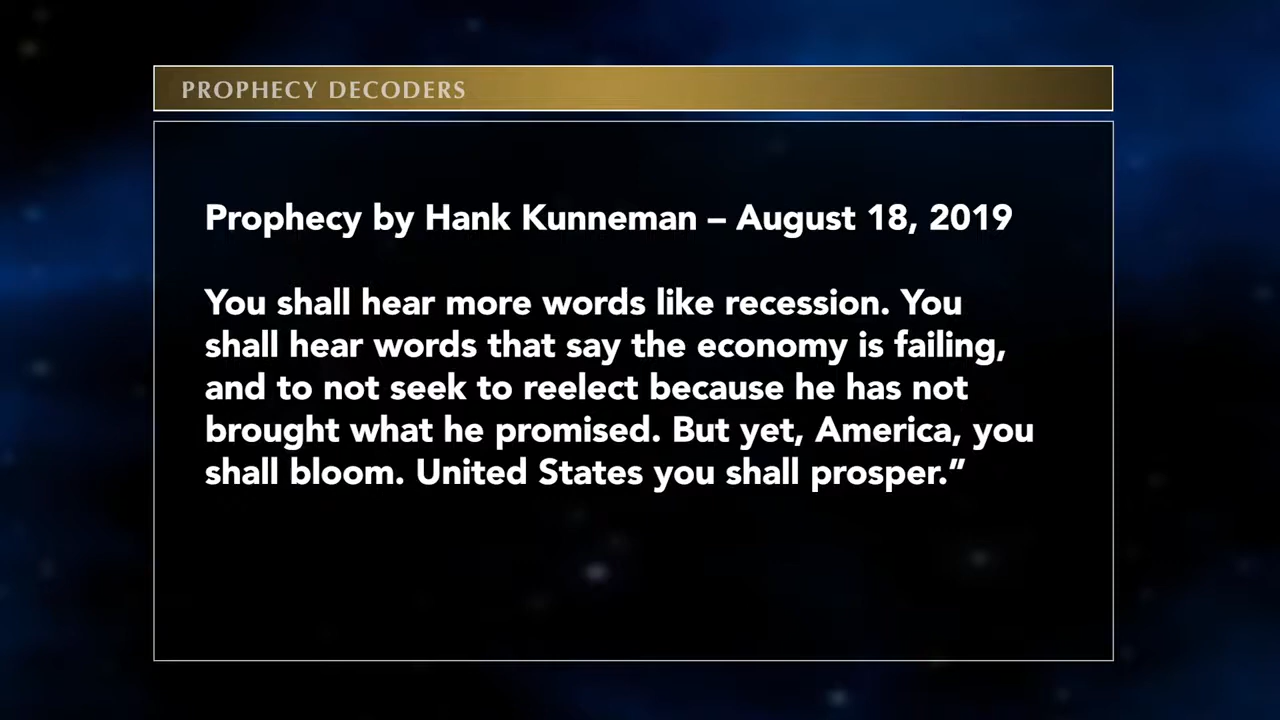 PROPHECY DECODERS
Prophecy by Hank Kunneman – August 18, 2019
You shall hear more words like recession. You
shall hear words that say the economy is failing,
and to not seek to reelect because he has not
brought what he promised. But yet, America, you
shall bloom. United States you shall prosper.”